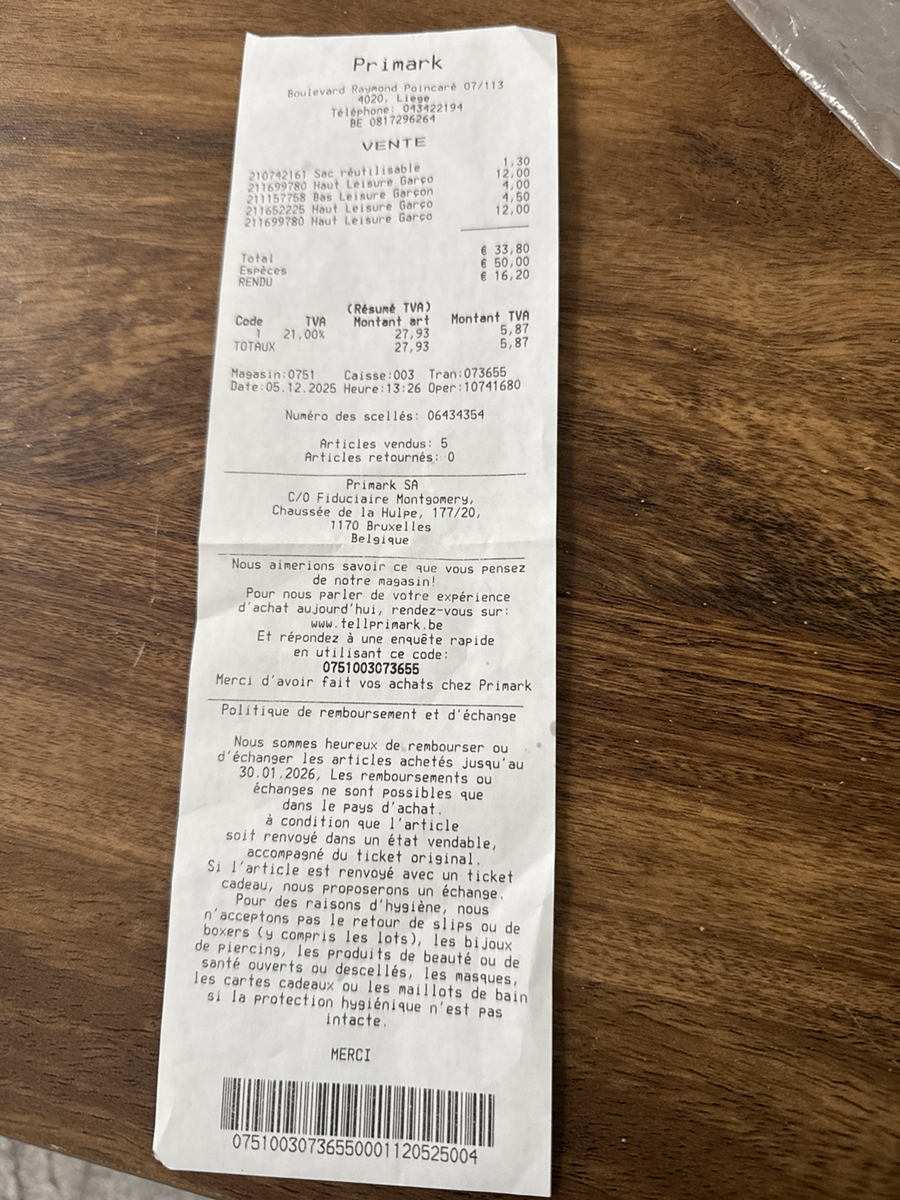 Primark
Boulevard Raymond Poincaré 07/113
4020, Liege
Téléphone: 043422194
BE 0817296264
VENTE
210742161 Sac réutilisable 1,30
211699780 Haut Leisure Garço 12,00
211157758 Bas Leisure Garcon 4,00
211652225 Haut Leisure Garço 4,50
211699780 Haut Leisure Garço 12,00
Total € 33,80
Espèces € 50,00
RENDU € 16,20
(Résumé TVA)
Code TVA Montant art Montant TVA
1 21,00% 27,93 5,87
TOTAUX 27,93 5,87
Magasin:0751 Caisse:003 Tran:073655
Date:05.12.2025 Heure:13:26 Oper:10741680
Numéro des scellés: 06434354
Articles vendus: 5
Articles retournés: 0
Primark SA
C/O Fiduciaire Montgomery,
Chaussée de la Hulpe, 177/20,
1170 Bruxelles
Belgique
Nous aimerions savoir ce que vous pensez
de notre magasin!
Pour nous parler de votre expérience
d'achat aujourd'hui, rendez-vous sur:
www.tellprimark.be
Et répondez à une enquête rapide
en utilisant ce code:
0751003073655
Merci d'avoir fait vos achats chez Primark
Politique de remboursement et d'échange
Nous sommes heureux de rembourser ou
d'échanger les articles achetés jusqu'au
30.01.2026, Les remboursements ou
échanges ne sont possibles que
dans le pays d'achat.
à condition que l'article
soit renvoyé dans un état vendable,
accompagné du ticket original.
Si l'article est renvoyé avec un ticket
cadeau, nous proposerons un échange.
Pour des raisons d'hygiène, nous
n'acceptons pas le retour de slips ou de
boxers (y compris les lots), les bijoux
de piercing, les produits de beauté ou de
santé ouverts ou descellés, les masques,
les cartes cadeaux ou les maillots de bain
si la protection hygiénique n'est pas
intacte.
MERCI
07510030736550001120525004